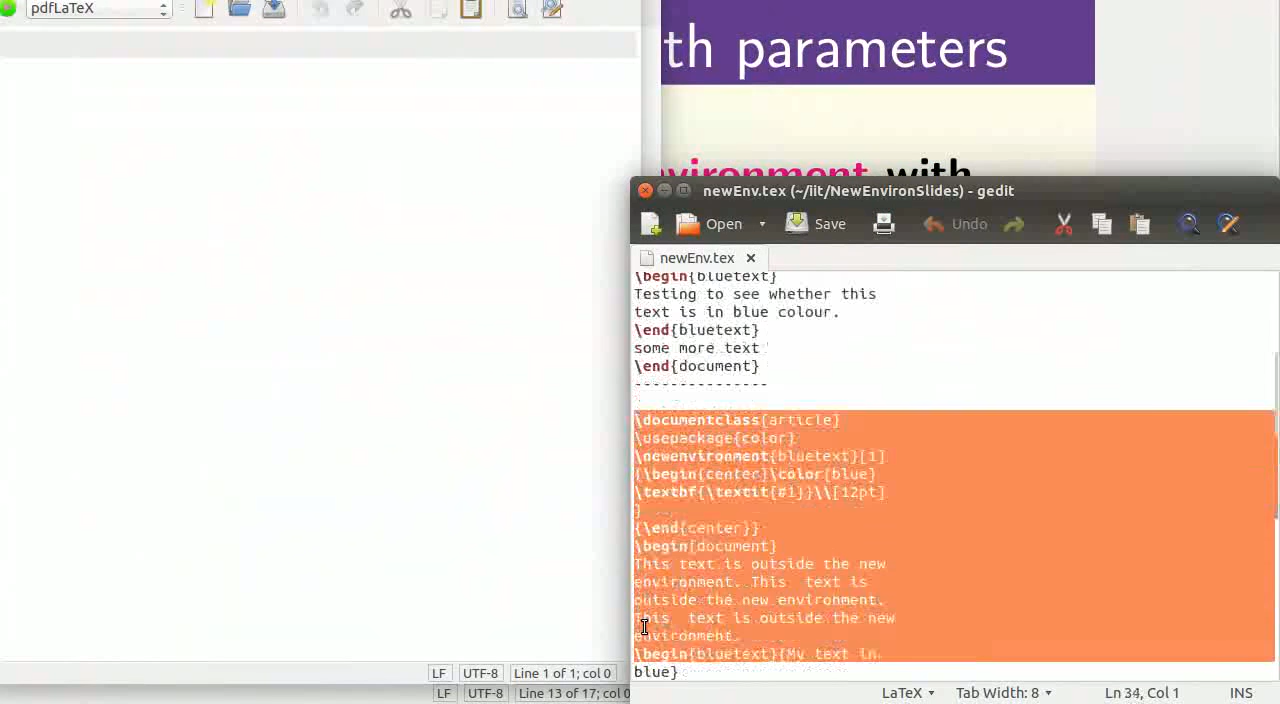 pdfLaTeX
th parameters
vironment with
newEnv.tex (~/iit/NewEnvironSlides) - gedit
Open Save Undo
newEnv.tex
\begin{bluetext}
Testing to see whether this
text is in blue colour.
\end{bluetext}
some more text
\end{document}
---------------
\documentclass{article}
\usepackage{color}
\newenvironment{bluetext}[1]
{\begin{center}\color{blue}
\textbf{\textit{#1}}\\[12pt]
}
{\end{center}}
\begin{document}
This text is outside the new
environment. This  text is
outside the new environment.
This  text is outside the new
environment.
\begin{bluetext}{My text in
blue}
LF UTF-8 Line 1 of 1; col 0
LF UTF-8 Line 13 of 17; col 0
LaTeX Tab Width: 8 Ln 34, Col 1 INS